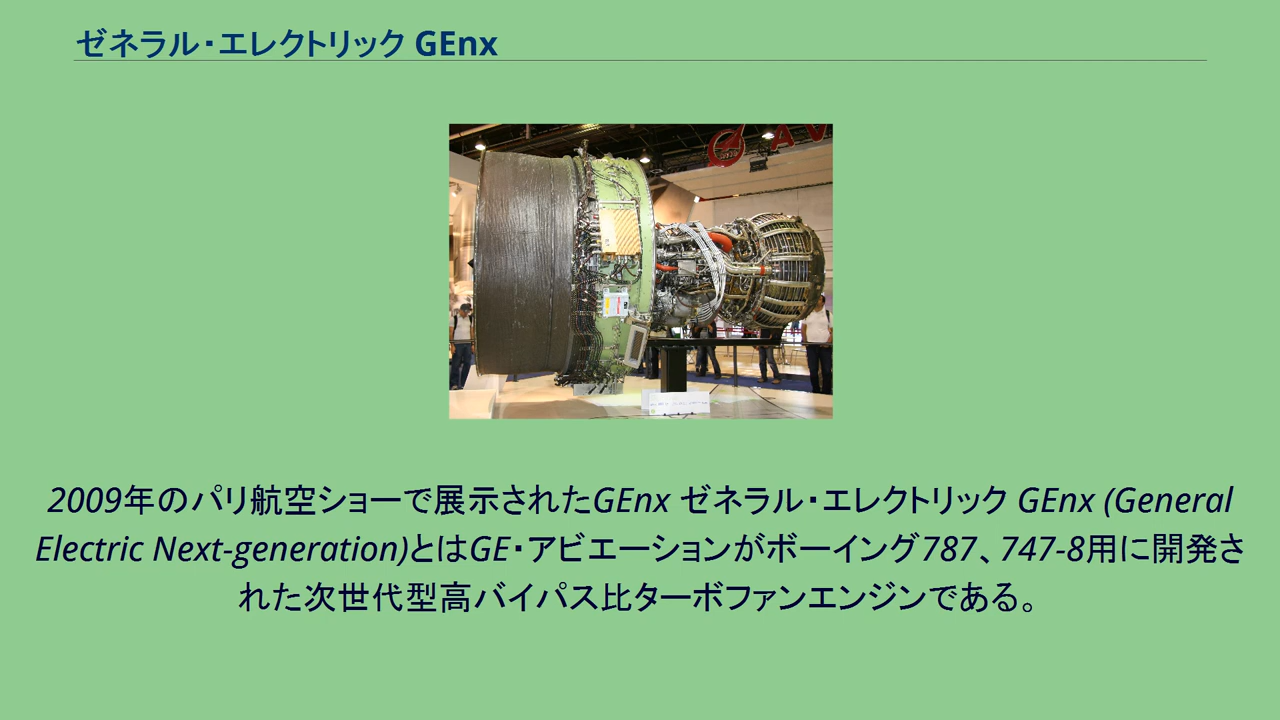 ゼネラル・エレクトリック GEnx
AV
2009年のパリ航空ショーで展示されたGEnx ゼネラル・エレクトリック GEnx (General
Electric Next-generation)とはGE・アビエーションがボーイング787、747-8用に開発さ
れた次世代型高バイパス比ターボファンエンジンである。